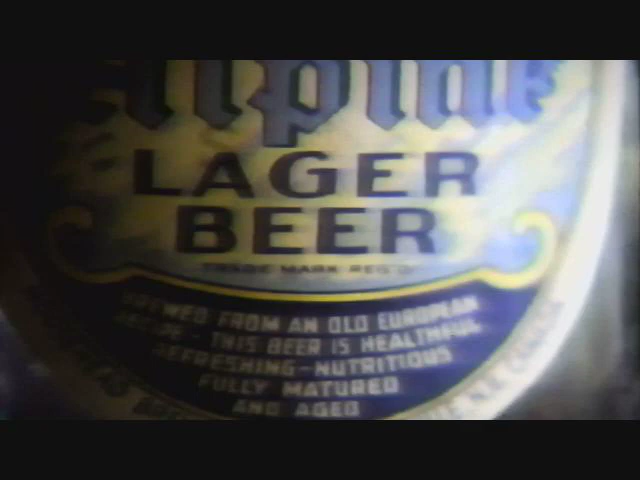 Alpine
LAGER
BEER
TRADE MARK REG'D
BREWED FROM AN OLD EUROPEAN
RECIPE - THIS BEER IS HEALTHFUL
REFRESHING - NUTRITIOUS
FULLY MATURED
AND AGED
N.B. CANADA